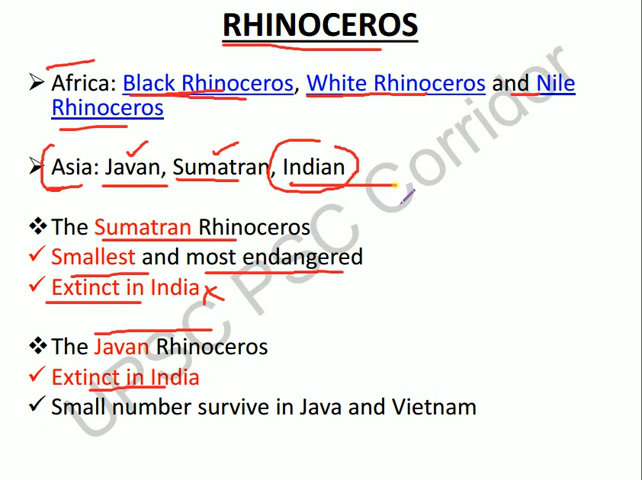 RHINOCEROS
➢ Africa: Black Rhinoceros, White Rhinoceros and Nile
Rhinoceros
➢ Asia: Javan, Sumatran, Indian
❖ The Sumatran Rhinoceros
✓ Smallest and most endangered
✓ Extinct in India
❖ The Javan Rhinoceros
✓ Extinct in India
✓ Small number survive in Java and Vietnam
UPSC Corridor